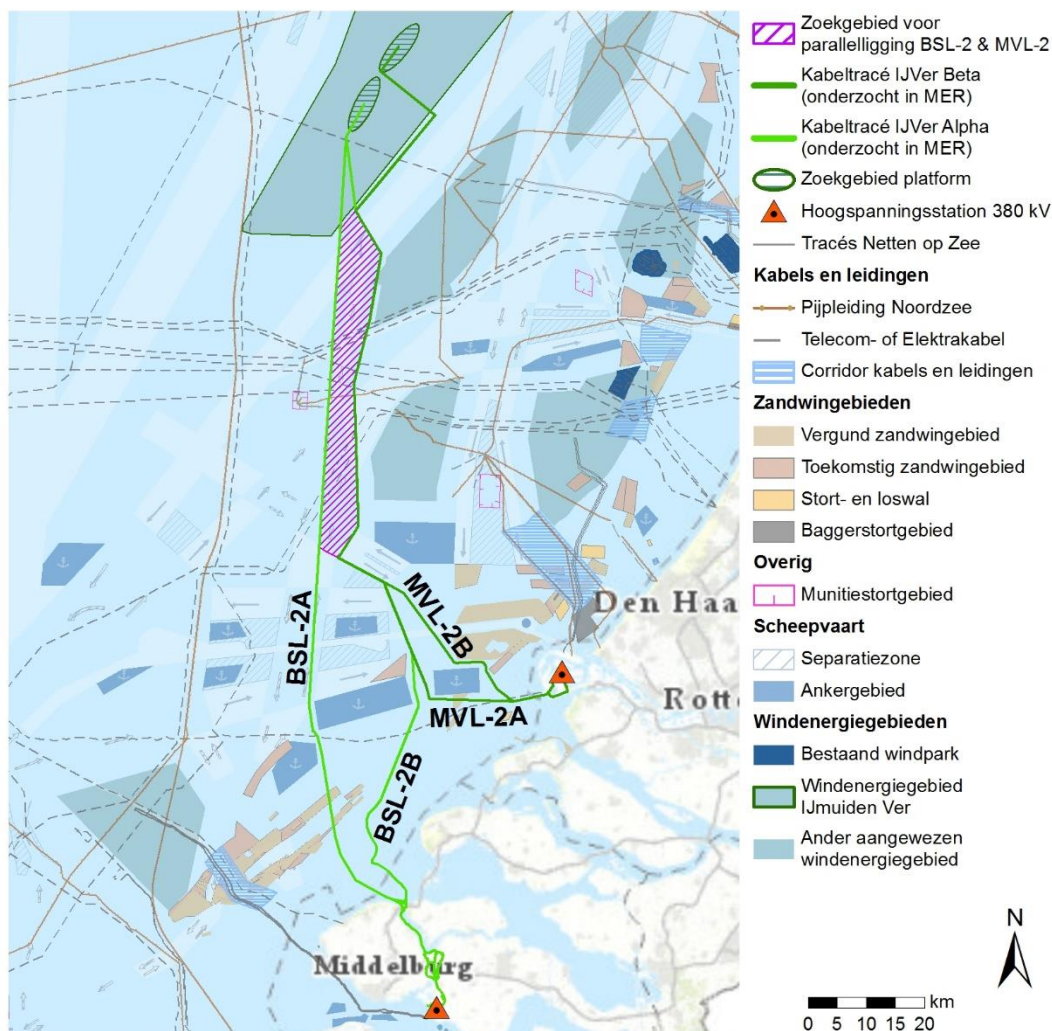 BSL-2A
MVL-2B
MVL-2A
BSL-2B
Den Haa
Rotte
Middelburg
Zoekgebied voor
parallelligging BSL-2 & MVL-2
Kabeltracé IJVer Beta
(onderzocht in MER)
Kabeltracé IJVer Alpha
(onderzocht in MER)
Zoekgebied platform
Hoogspanningsstation 380 kV
Tracés Netten op Zee
Kabels en leidingen
Pijpleiding Noordzee
Telecom- of Elektrakabel
Corridor kabels en leidingen
Zandwingebieden
Vergund zandwingebied
Toekomstig zandwingebied
Stort- en loswal
Baggerstortgebied
Overig
Munitiestortgebied
Scheepvaart
Separatiezone
Ankergebied
Windenergiegebieden
Bestaand windpark
Windenergiegebied
IJmuiden Ver
Ander aangewezen
windenergiegebied
N
km
0 5 10 15 20